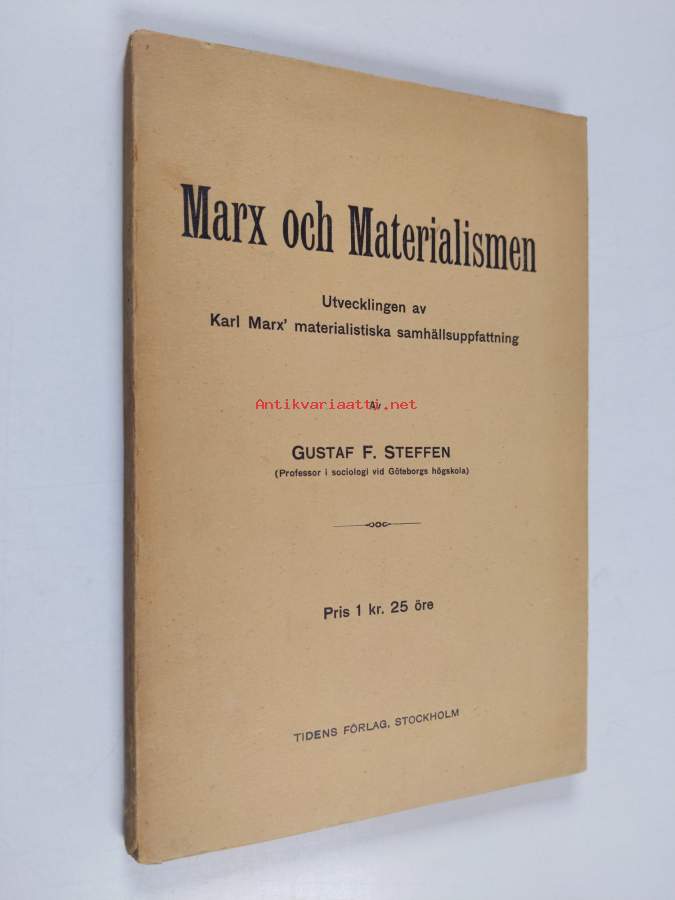 Marx och Materialismen
Utvecklingen av
Karl Marx' materialistiska samhällsuppfattning
Av
Antikvariaatti.net
GUSTAF F. STEFFEN
(Professor i sociologi vid Göteborgs högskola)
Pris 1 kr. 25 öre
TIDENS FÖRLAG, STOCKHOLM